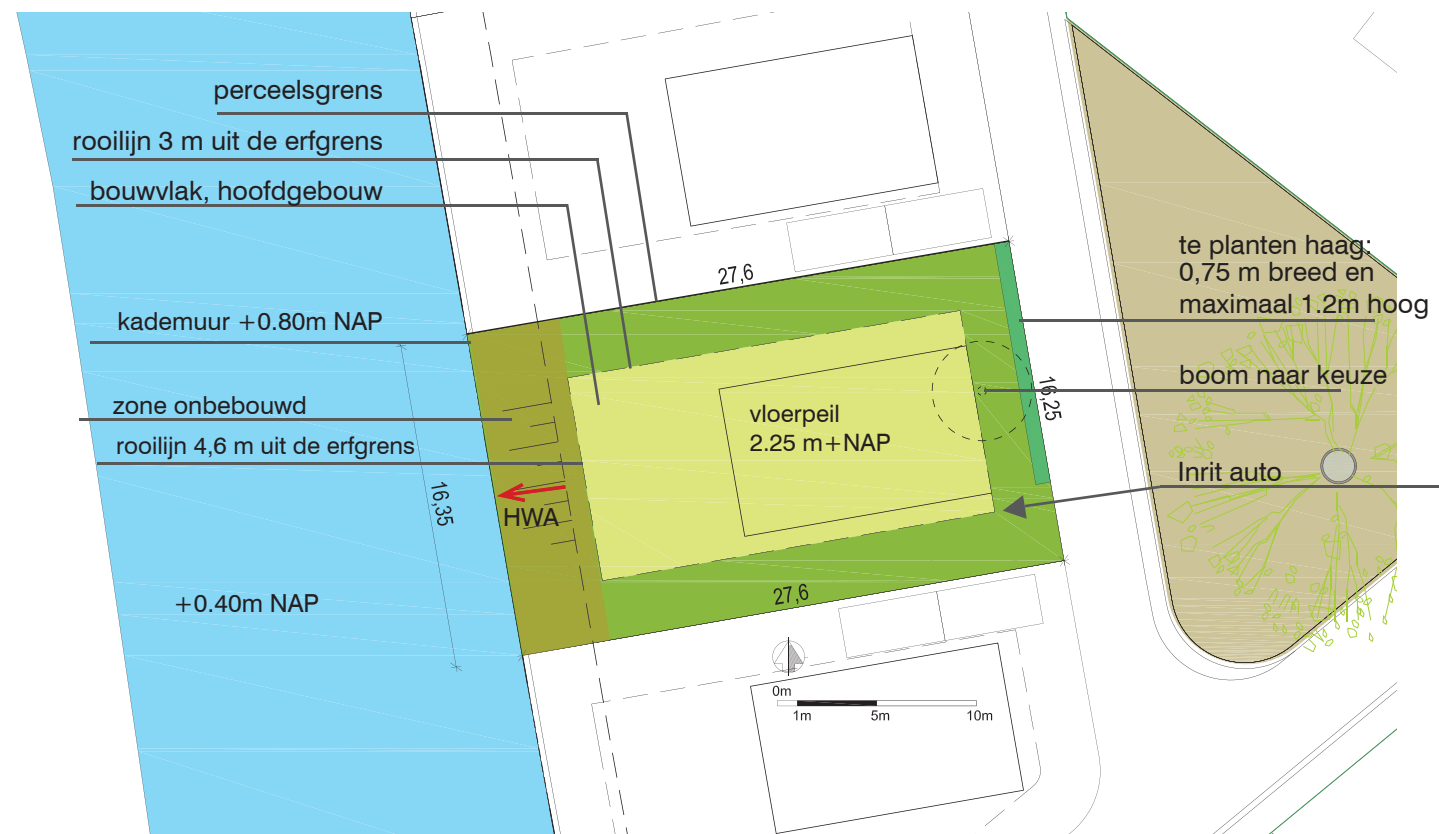 perceelsgrens
rooilijn 3 m uit de erfgrens
bouwvlak, hoofdgebouw
kademuur +0.80m NAP
zone onbebouwd
rooilijn 4,6 m uit de erfgrens
16,35
HWA
+0.40m NAP
27,6
vloerpeil
2.25 m+NAP
27,6
16,25
te planten haag:
0,75 m breed en
maximaal 1.2m hoog
boom naar keuze
Inrit auto
0m
1m 5m 10m